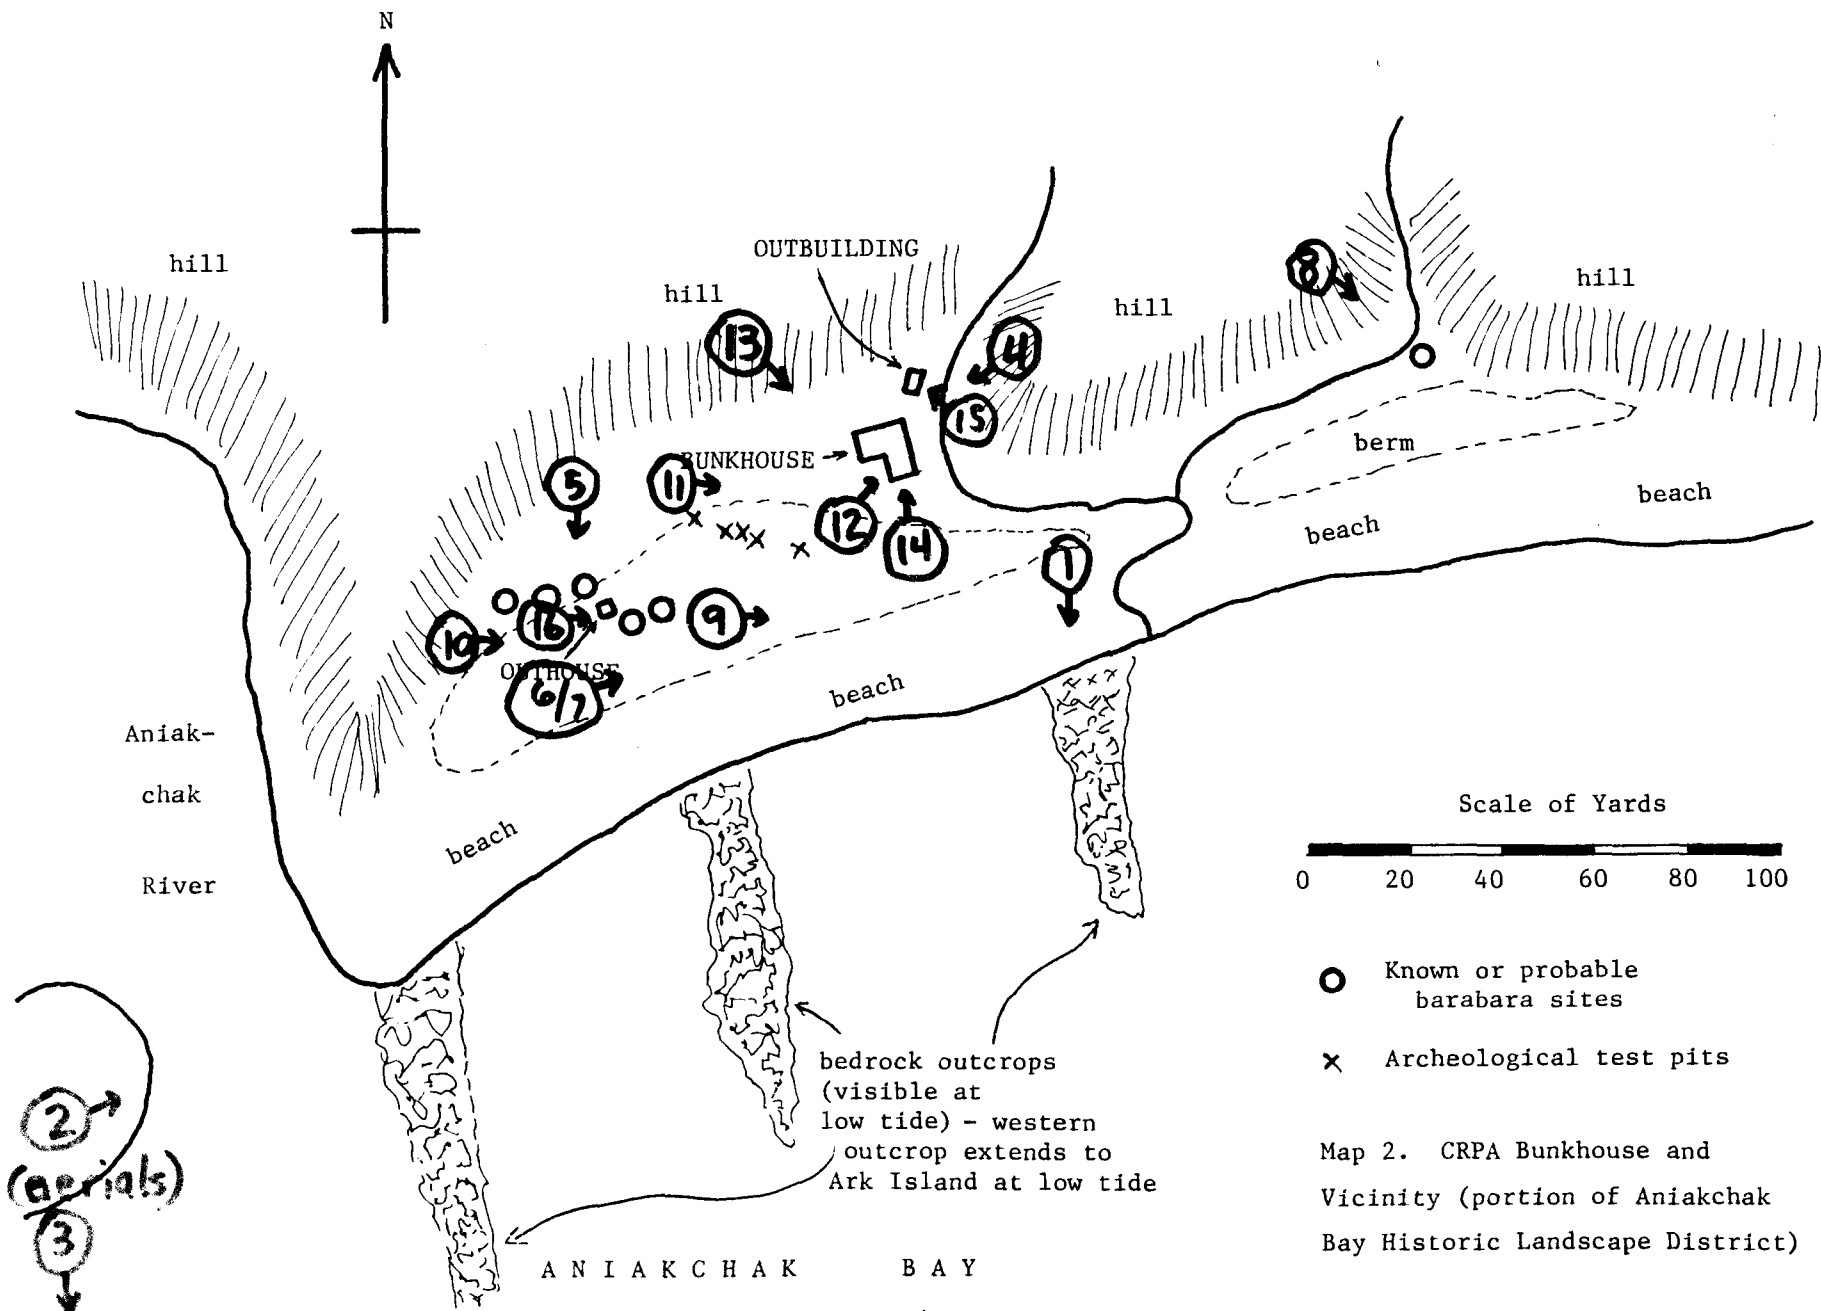 N
hill
OUTBUILDING
hill
hill
hill
8
13
4
15
BUNKHOUSE
5
11
12
14
1
berm
beach
beach
10
16
9
OUTHOUSE
6/7
beach
beach
Aniak-
chak
River
Scale of Yards
0 20 40 60 80 100
Known or probable
barabara sites
Archeological test pits
bedrock outcrops
(visible at
low tide) - western
outcrop extends to
Ark Island at low tide
2
(aerials)
3
Map 2. CRPA Bunkhouse and
Vicinity (portion of Aniakchak
Bay Historic Landscape District)
ANIAKCHAK BAY